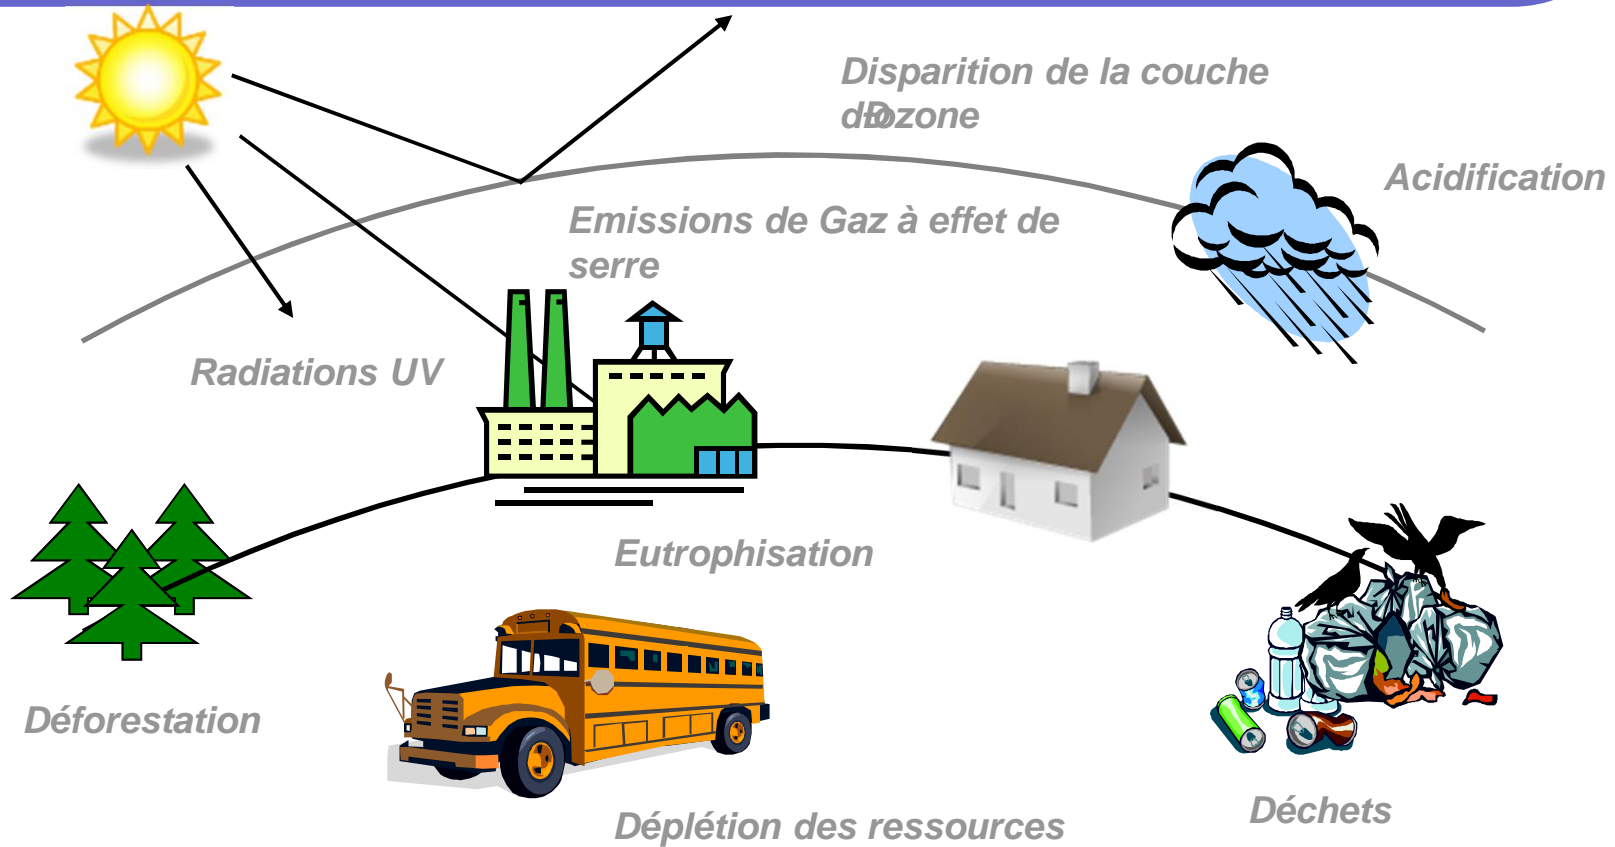 Disparition de la couche
d'ozone
Acidification
Emissions de Gaz à effet de
serre
Radiations UV
Eutrophisation
Déforestation
Déchets
Déplétion des ressources